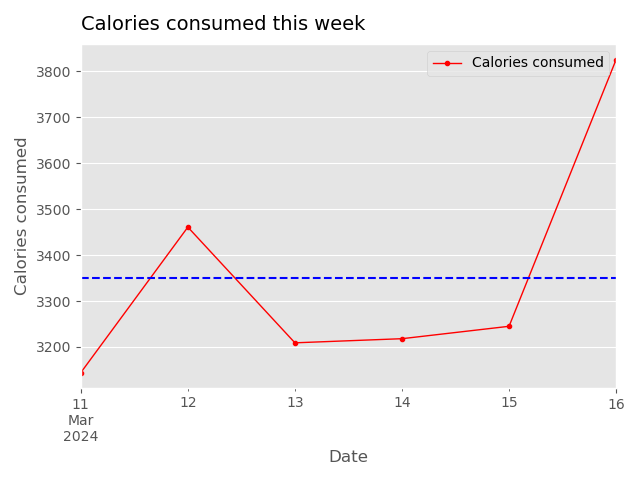 Calories consumed this week
Calories consumed
3800
3700
3600
3500
3400
3300
3200
Calories consumed
11 12 13 14 15 16
Mar
2024
Date